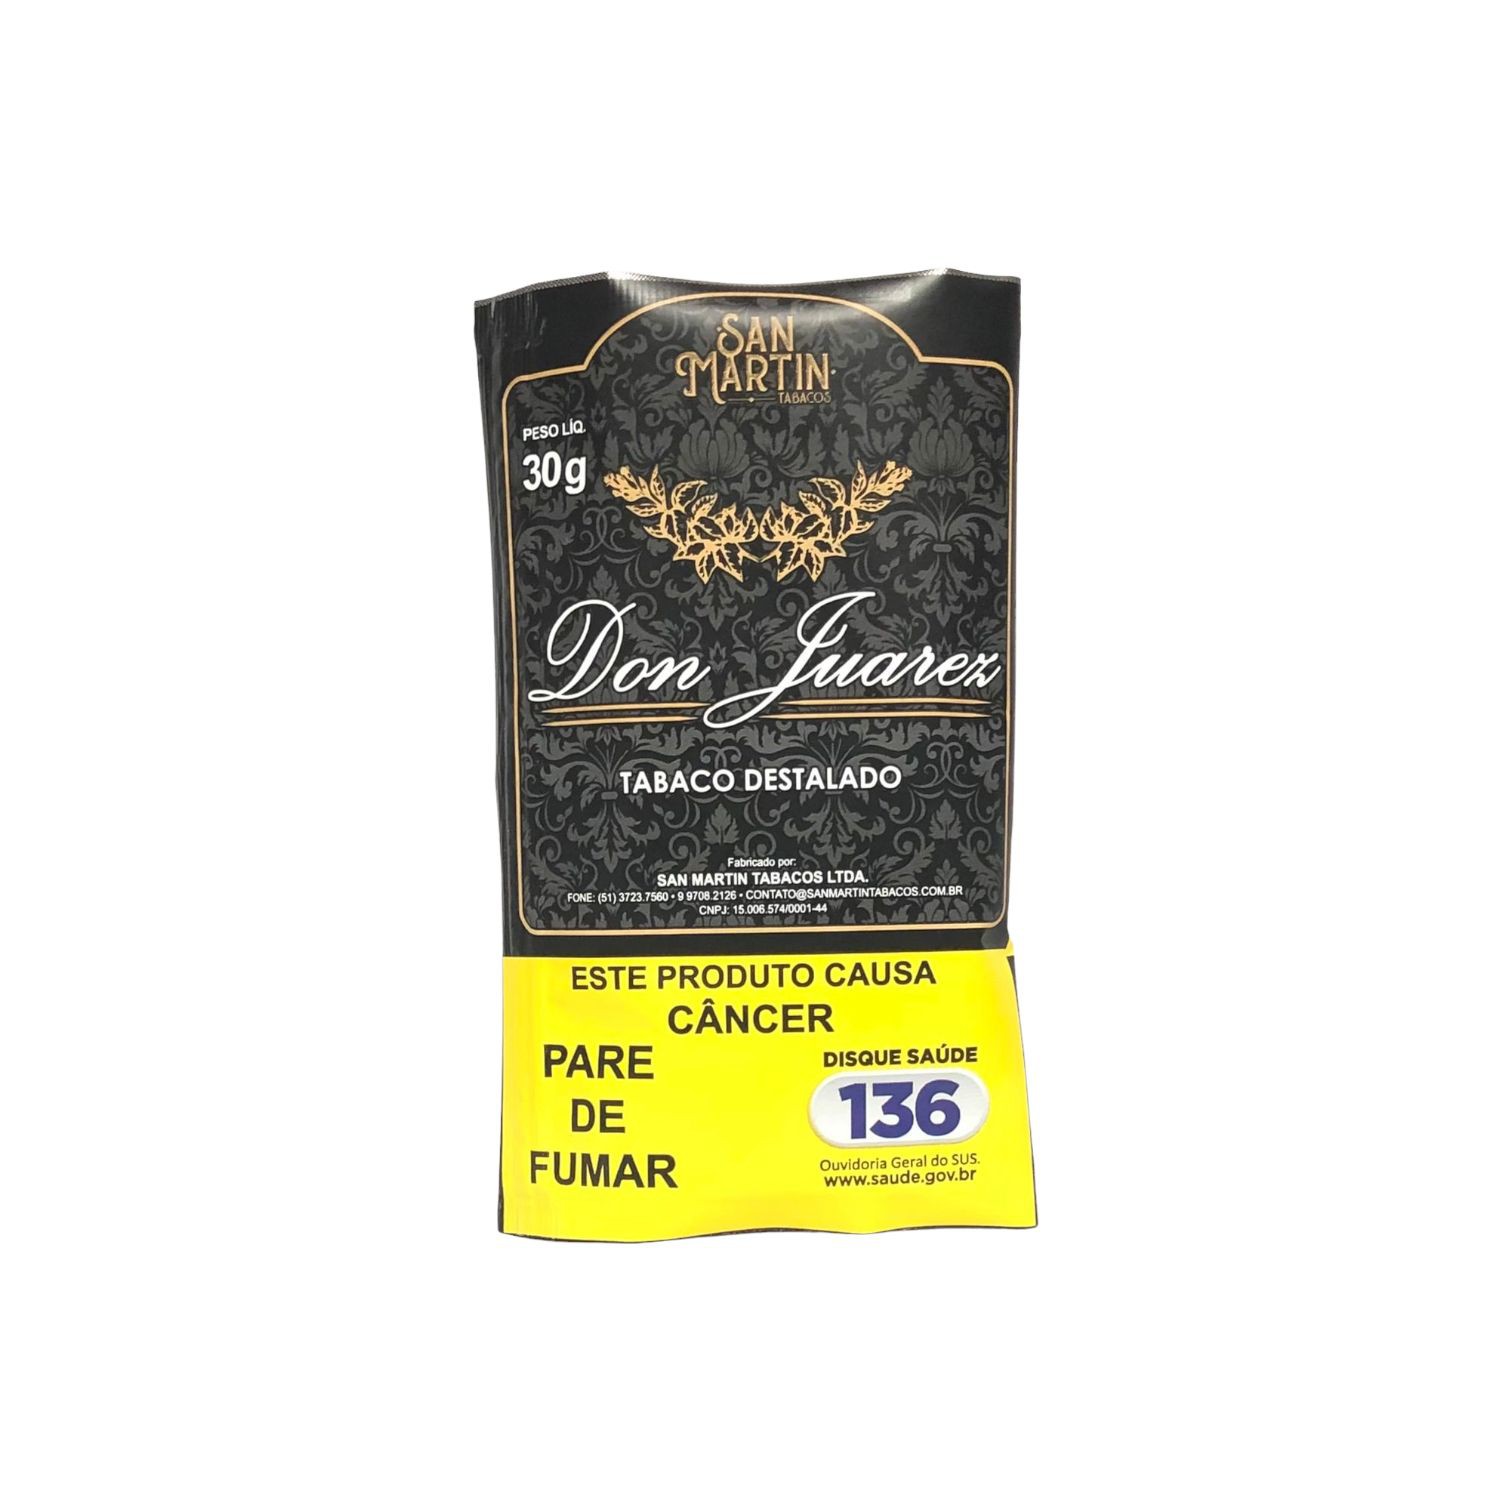 SAN
MARTIN
TABACOS
PESO LÍQ.
30g
Don Juarez
TABACO DESTALADO
Fabricado por:
SAN MARTIN TABACOS LTDA.
FONE: (51) 3723.7560 • 9 9708.2126 • CONTATO@SANMARTINTABACOS.COM.BR
CNPJ: 15.006.574/0001-44
ESTE PRODUTO CAUSA
CÂNCER
PARE
DE
FUMAR
DISQUE SAÚDE
136
Ouvidoria Geral do SUS.
www.saude.gov.br